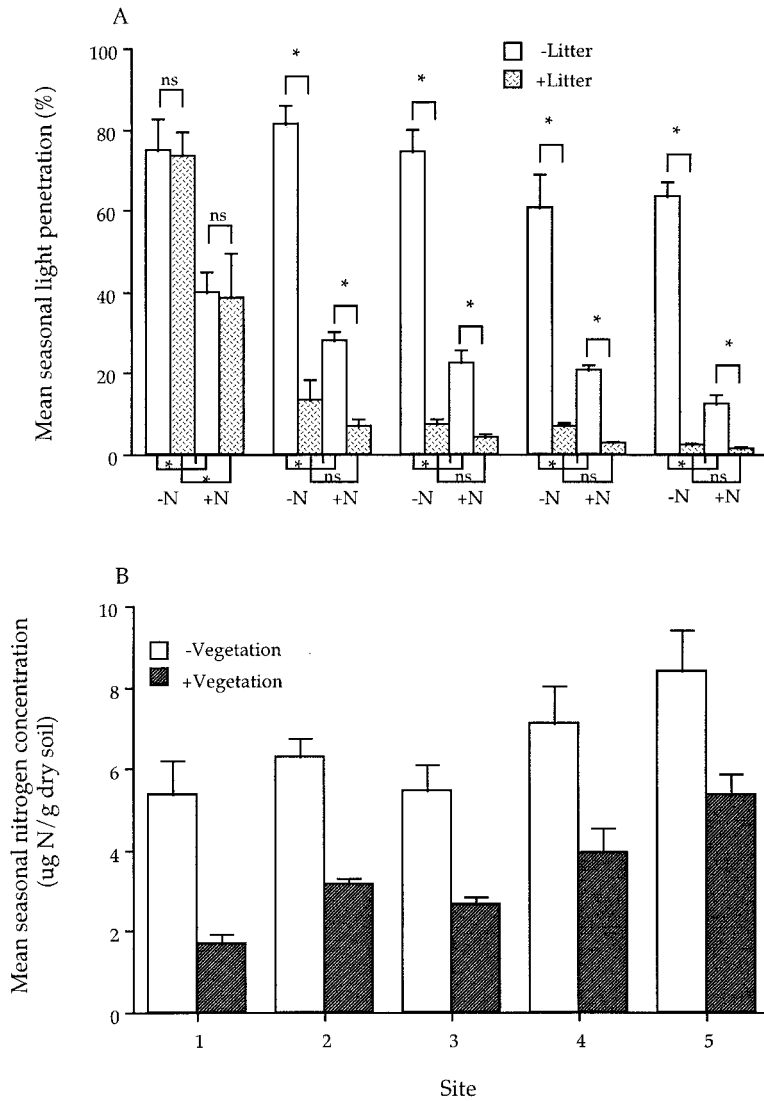 A
Mean seasonal light penetration (%)
100
80
60
40
20
0
-Litter
+Litter
ns
*
*
*
*
ns
*
*
*
*
* * * ns * ns * ns * ns
-N +N -N +N -N +N -N +N -N +N
B
Mean seasonal nitrogen concentration
(ug N/g dry soil)
10
8
6
4
2
0
-Vegetation
+Vegetation
1 2 3 4 5
Site